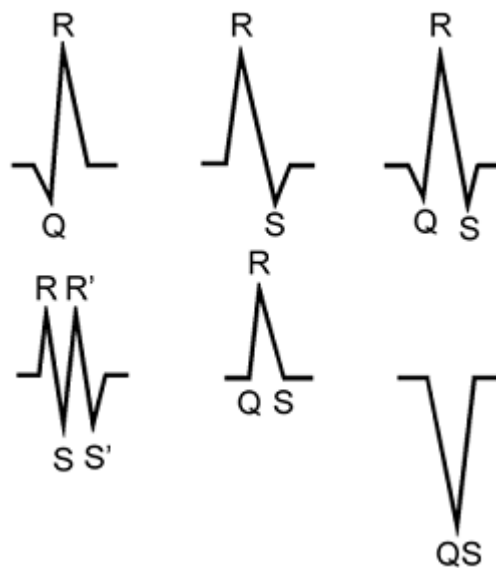 R R R
Q S Q S
R R’ R
Q S
S S’
QS